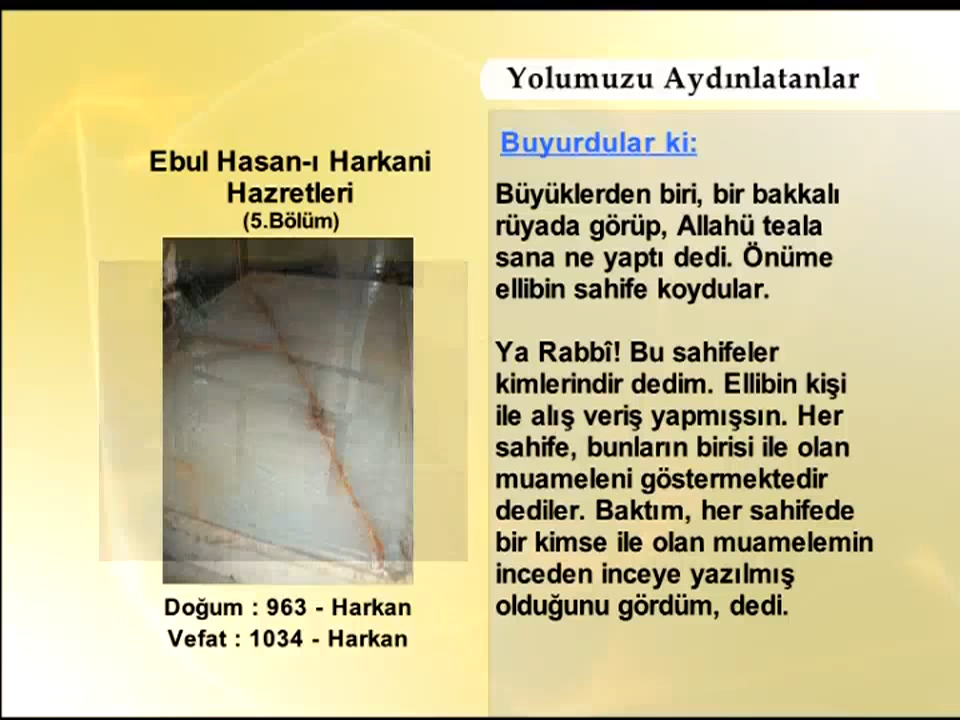 Yolumuzu Aydınlatanlar
Ebul Hasan-ı Harkani
Hazretleri
(5.Bölüm)
Doğum : 963 - Harkan
Vefat : 1034 - Harkan
Buyurdular ki:
Büyüklerden biri, bir bakkalı
rüyada görüp, Allahü teala
sana ne yaptı dedi. Önüme
ellibin sahife koydular.
Ya Rabbî! Bu sahifeler
kimlerindir dedim. Ellibin kişi
ile alış veriş yapmışsın. Her
sahife, bunların birisi ile olan
muameleni göstermektedir
dediler. Baktım, her sahifede
bir kimse ile olan muamelemin
inceden inceye yazılmış
olduğunu gördüm, dedi.